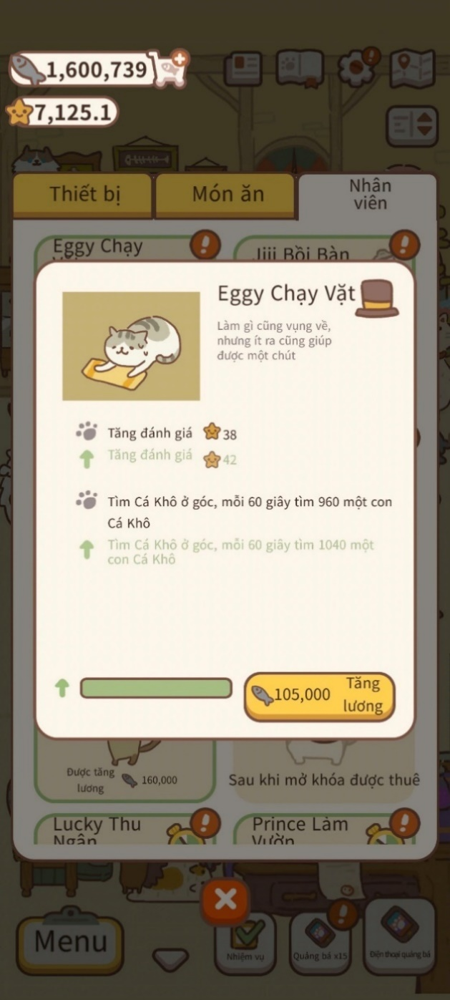 1,600,739
7,125.1
Thiết bị
Món ăn
Nhân
viên
Eggy Chạy
Jiji Bồi Bàn
Eggy Chạy Vặt
Làm gì cũng vụng về,
nhưng ít ra cũng giúp
được một chút
Tăng đánh giá 38
Tăng đánh giá 42
Tìm Cá Khô ở góc, mỗi 60 giây tìm 960 một con
Cá Khô
Tìm Cá Khô ở góc, mỗi 60 giây tìm 1040 một
con Cá Khô
105,000
Tăng
lương
Được tăng
lương
160,000
Sau khi mở khóa được thuê
Lucky Thu
Ngân
Prince Làm
Vườn
Menu
Nhiệm vụ
Quảng bá x15
Điện thoại quảng bá